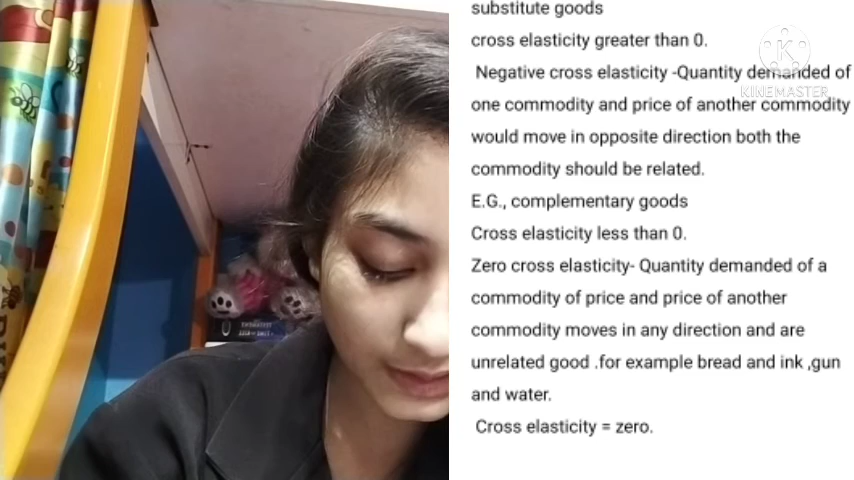 substitute goods
cross elasticity greater than 0.
Negative cross elasticity -Quantity demanded of
one commodity and price of another commodity
would move in opposite direction both the
commodity should be related.
E.G., complementary goods
Cross elasticity less than 0.
Zero cross elasticity- Quantity demanded of a
commodity of price and price of another
commodity moves in any direction and are
unrelated good .for example bread and ink ,gun
and water.
Cross elasticity = zero.
K
KINEMASTER